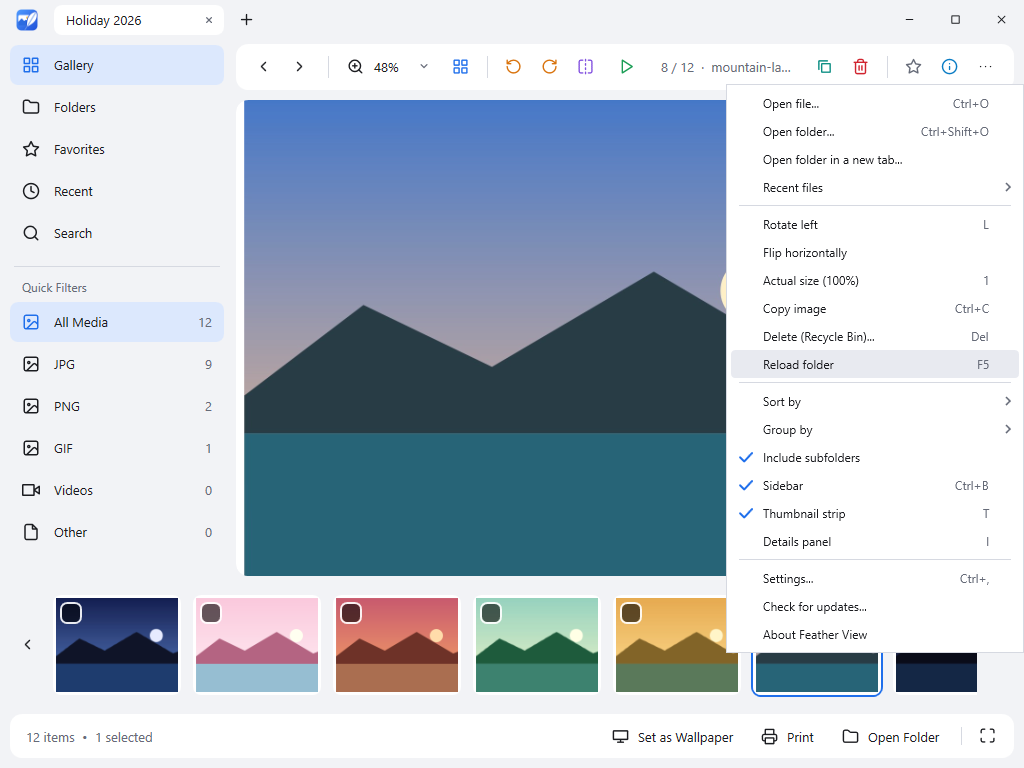 Holiday 2026
Gallery
Folders
Favorites
Recent
Search
Quick Filters
All Media 12
JPG 9
PNG 2
GIF 1
Videos 0
Other 0
48%
8 / 12 · mountain-la...
Open file... Ctrl+O
Open folder... Ctrl+Shift+O
Open folder in a new tab...
Recent files
Rotate left L
Flip horizontally
Actual size (100%) 1
Copy image Ctrl+C
Delete (Recycle Bin)... Del
Reload folder F5
Sort by
Group by
Include subfolders
Sidebar Ctrl+B
Thumbnail strip T
Details panel I
Settings... Ctrl+,
Check for updates...
About Feather View
12 items • 1 selected
Set as Wallpaper
Print
Open Folder